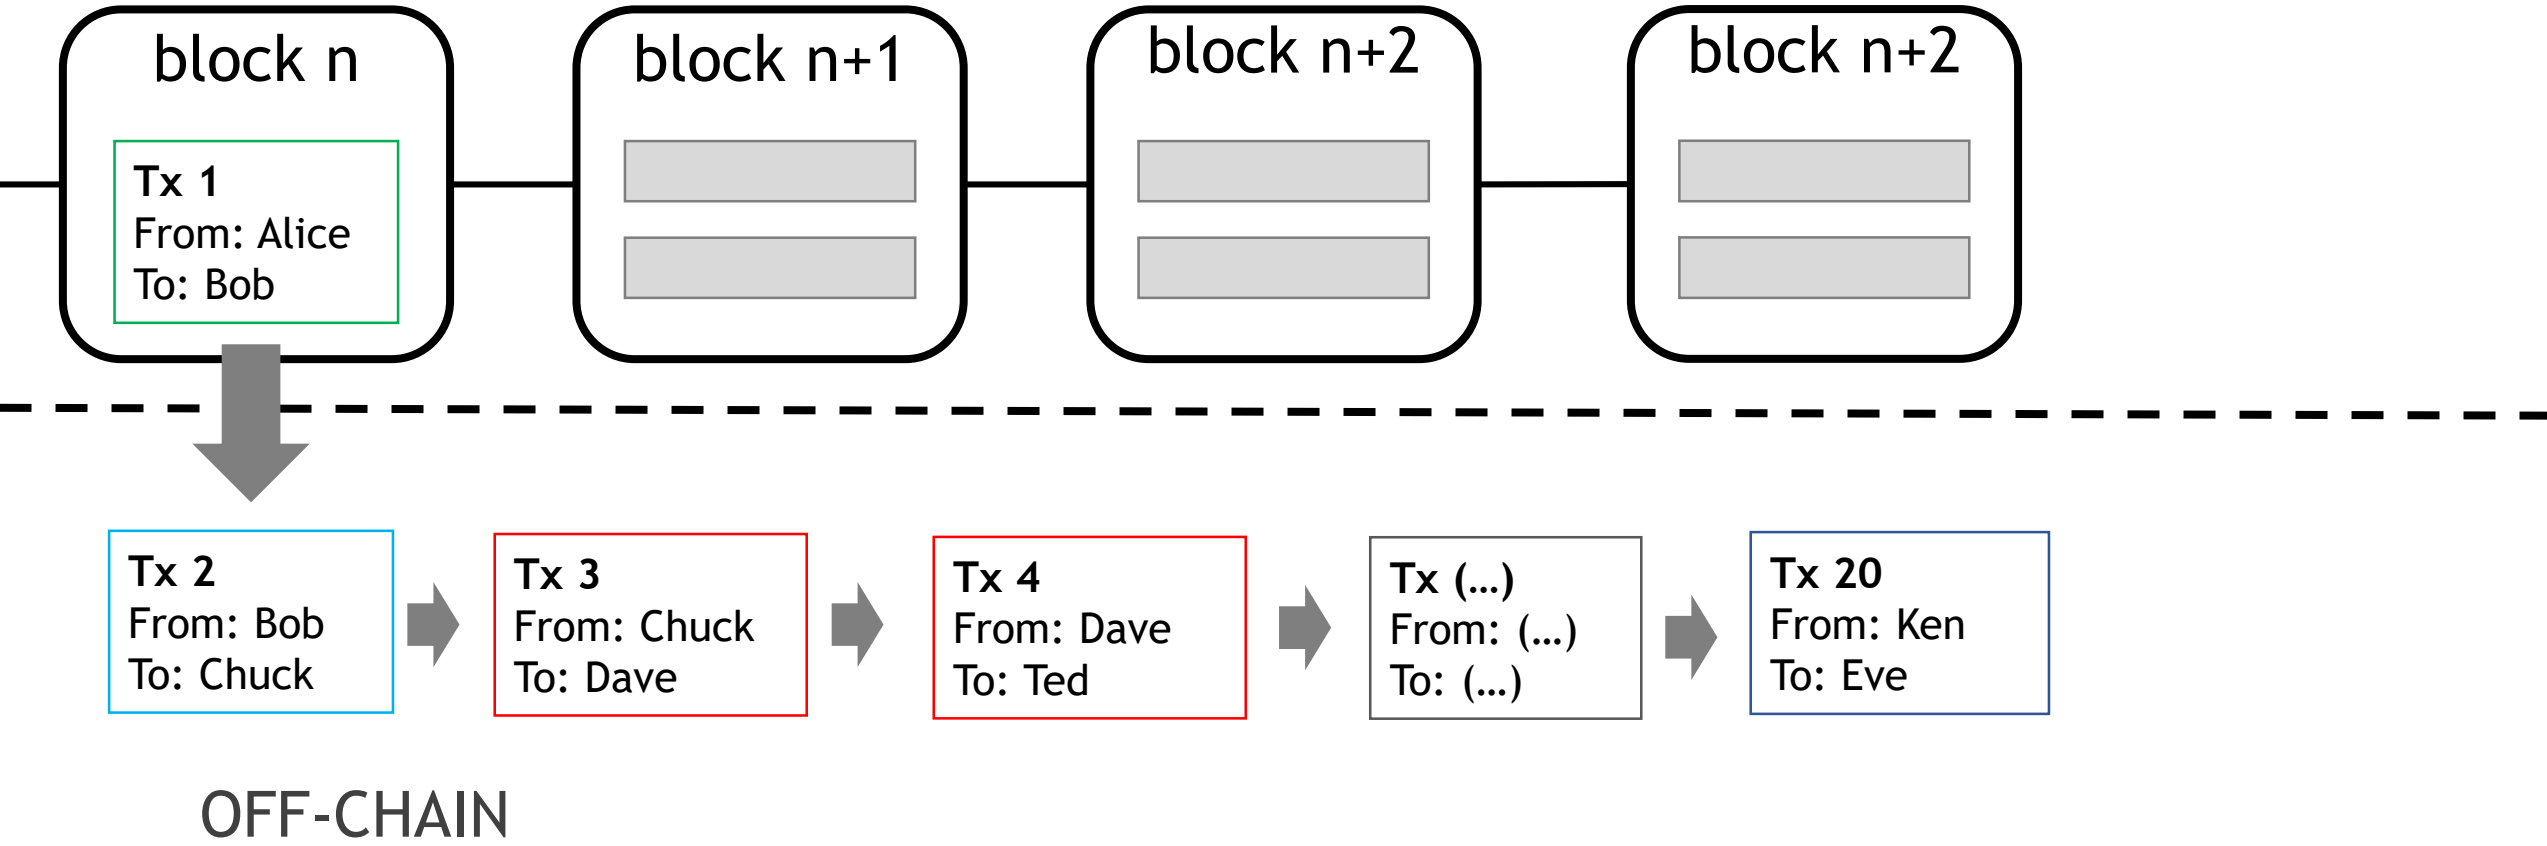 block n
Tx 1
From: Alice
To: Bob
block n+1
block n+2
block n+2
Tx 2
From: Bob
To: Chuck
Tx 3
From: Chuck
To: Dave
Tx 4
From: Dave
To: Ted
Tx (…)
From: (…)
To: (…)
Tx 20
From: Ken
To: Eve
OFF-CHAIN